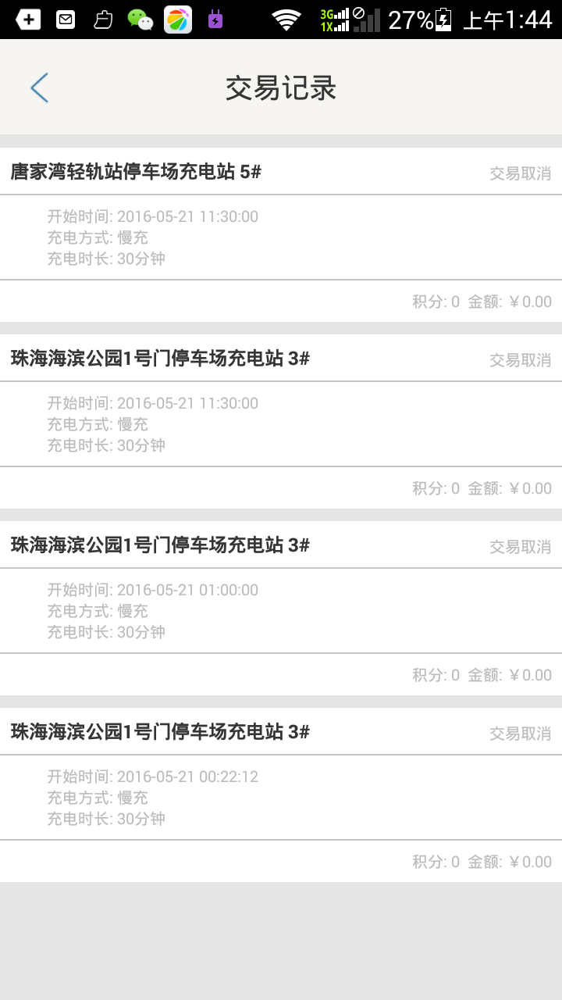 3G
1X
27%
上午1:44
交易记录
唐家湾轻轨站停车场充电站 5#
交易取消
开始时间: 2016-05-21 11:30:00
充电方式: 慢充
充电时长: 30分钟
积分: 0 金额: ￥0.00
珠海海滨公园1号门停车场充电站 3#
交易取消
开始时间: 2016-05-21 11:30:00
充电方式: 慢充
充电时长: 30分钟
积分: 0 金额: ￥0.00
珠海海滨公园1号门停车场充电站 3#
交易取消
开始时间: 2016-05-21 01:00:00
充电方式: 慢充
充电时长: 30分钟
积分: 0 金额: ￥0.00
珠海海滨公园1号门停车场充电站 3#
交易取消
开始时间: 2016-05-21 00:22:12
充电方式: 慢充
充电时长: 30分钟
积分: 0 金额: ￥0.00